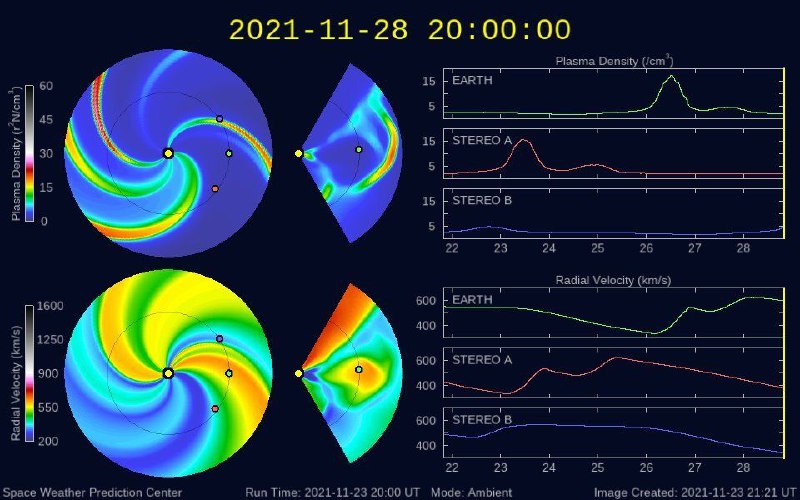 2021-11-28 20:00:00
Plasma Density (r²N/cm³)
60
45
30
15
0
Plasma Density (/cm³)
EARTH
15
5
STEREO A
15
5
STEREO B
15
5
22 23 24 25 26 27 28
Radial Velocity (km/s)
1600
1250
900
550
200
Radial Velocity (km/s)
EARTH
600
400
STEREO A
600
400
STEREO B
600
400
22 23 24 25 26 27 28
Space Weather Prediction Center Run Time: 2021-11-23 20:00 UT Mode: Ambient Image Created: 2021-11-23 21:21 UT